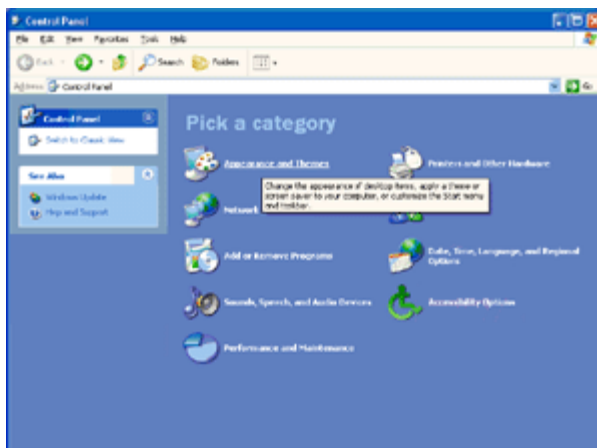 Control Panel
File Edit View Favorites Tools Help
Back Search Folders
Address Control Panel Go
Control Panel
Switch to Classic View
See Also
Windows Update
Help and Support
Pick a category
Appearance and Themes
Printers and Other Hardware
Change the appearance of desktop items, apply a theme or
screen saver to your computer, or customize the Start menu
and taskbar.
Network
Add or Remove Programs
Date, Time, Language, and Regional
Options
Sounds, Speech, and Audio Devices
Accessibility Options
Performance and Maintenance